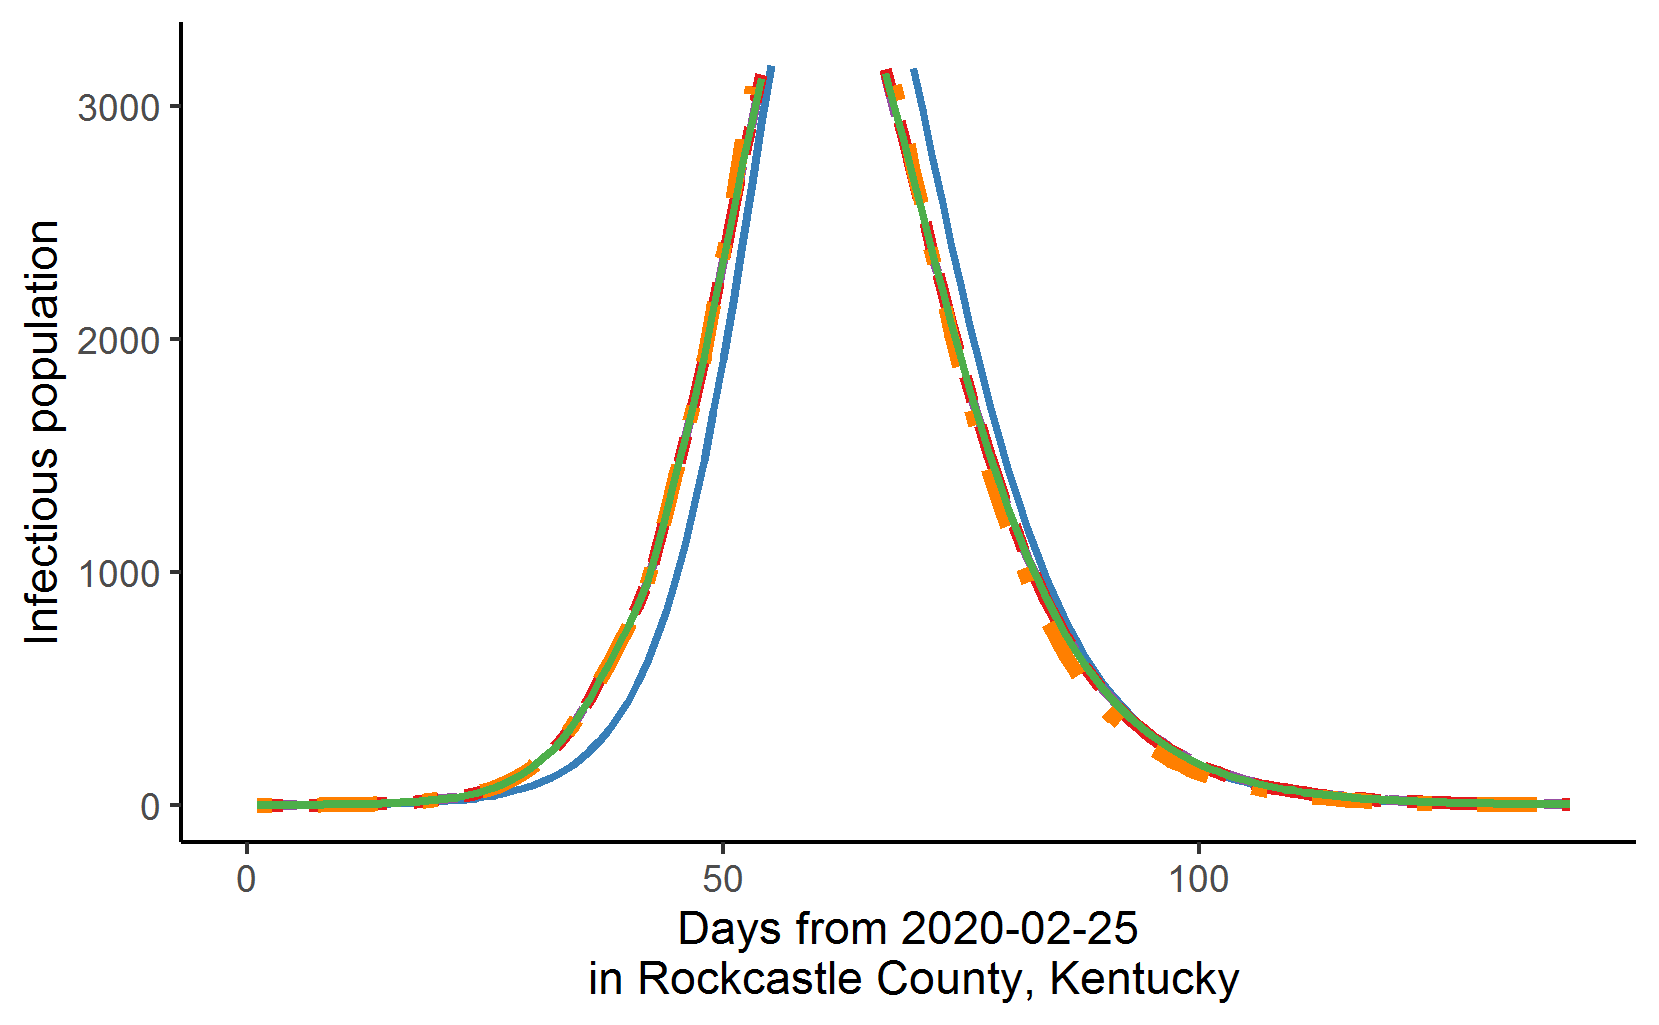 Infectious population
3000
2000
1000
0
0
50
100
Days from 2020-02-25
in Rockcastle County, Kentucky